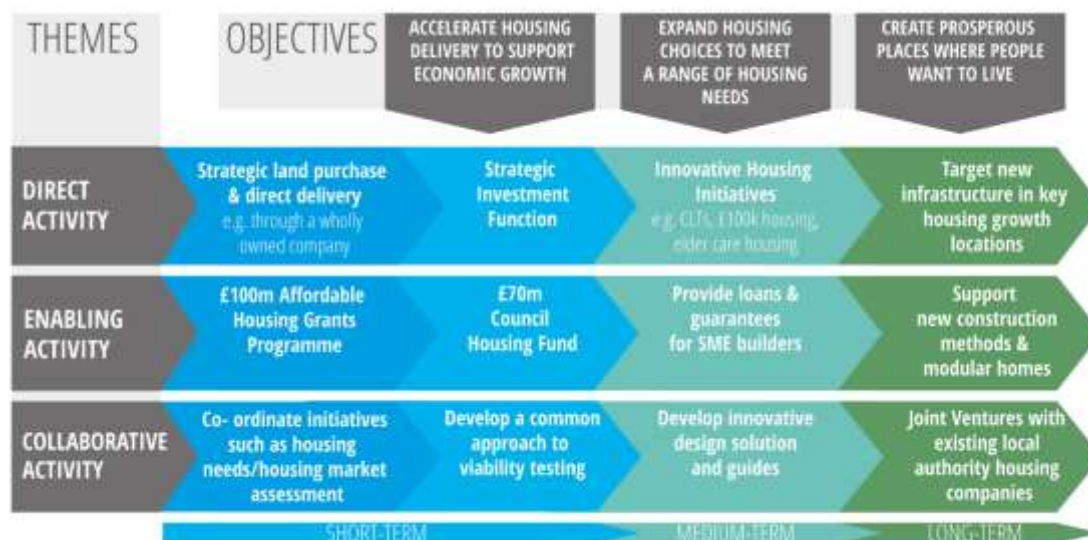 THEMES
OBJECTIVES
ACCELERATE HOUSING
DELIVERY TO SUPPORT
ECONOMIC GROWTH
EXPAND HOUSING
CHOICES TO MEET
A RANGE OF HOUSING
NEEDS
CREATE PROSPEROUS
PLACES WHERE PEOPLE
WANT TO LIVE
DIRECT
ACTIVITY
Strategic land purchase
& direct delivery
e.g. through a wholly
owned company
Strategic
Investment
Function
Innovative Housing
Initiatives
e.g. CLTs, £100k housing,
elder care housing
Target new
infrastructure in key
housing growth
locations
ENABLING
ACTIVITY
£100m Affordable
Housing Grants
Programme
£70m
Council
Housing Fund
Provide loans &
guarantees
for SME builders
Support
new construction
methods &
modular homes
COLLABORATIVE
ACTIVITY
Co- ordinate initiatives
such as housing
needs/housing market
assessment
Develop a common
approach to
viability testing
Develop innovative
design solution
and guides
Joint Ventures with
existing local
authority housing
companies
SHORT-TERM
MEDIUM-TERM
LONG-TERM